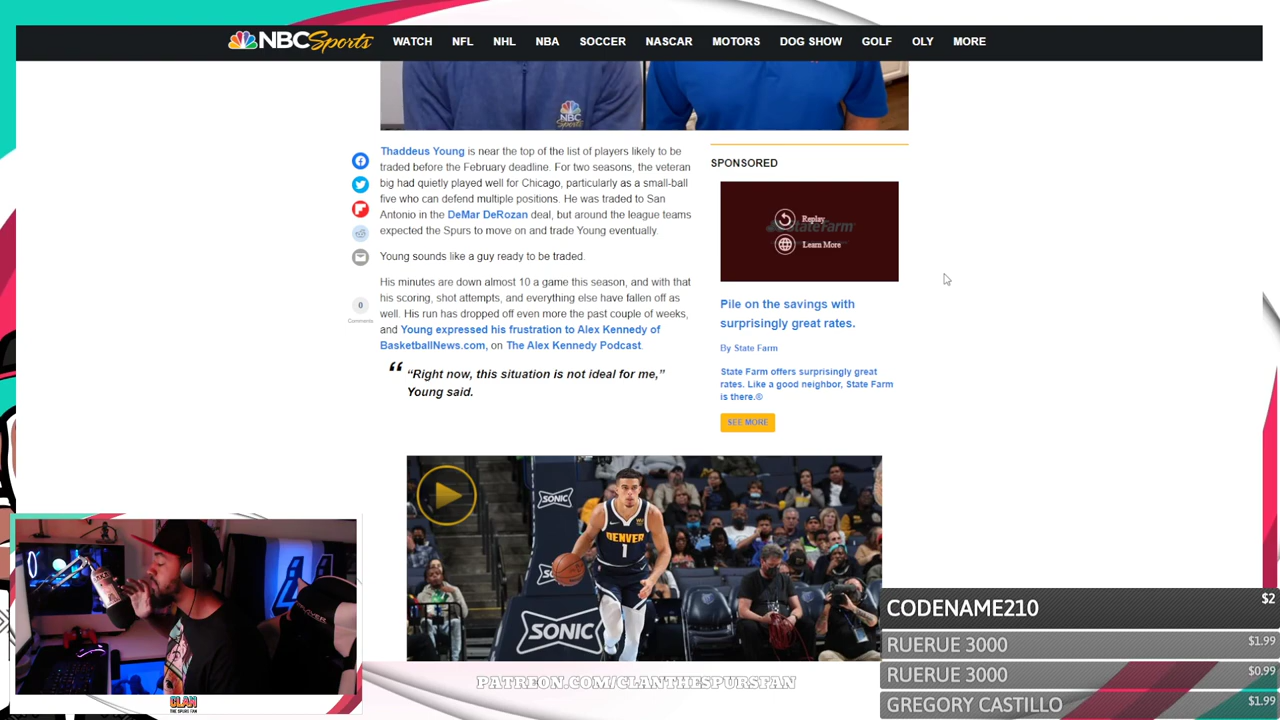 NBC Sports WATCH NFL NHL NBA SOCCER NASCAR MOTORS DOG SHOW GOLF OLY MORE
NBC
Sports
Thaddeus Young is near the top of the list of players likely to be
traded before the February deadline. For two seasons, the veteran
big had quietly played well for Chicago, particularly as a small-ball
five who can defend multiple positions. He was traded to San
Antonio in the DeMar DeRozan deal, but around the league teams
expected the Spurs to move on and trade Young eventually.
Young sounds like a guy ready to be traded.
His minutes are down almost 10 a game this season, and with that
his scoring, shot attempts, and everything else have fallen off as
well. His run has dropped off even more the past couple of weeks,
and Young expressed his frustration to Alex Kennedy of
BasketballNews.com, on The Alex Kennedy Podcast.
“Right now, this situation is not ideal for me,”
Young said.
0
Comments
SPONSORED
Replay
StateFarm
Learn More
Pile on the savings with
surprisingly great rates.
By State Farm
State Farm offers surprisingly great
rates. Like a good neighbor, State Farm
is there.®
SEE MORE
SONIC
DENVER
1
SONIC
CLAN
THE SPURS FAN
PATREON.COM/CLANTHESPURSFAN
CODENAME210 $2
RUERUE 3000 $1.99
RUERUE 3000 $0.99
GREGORY CASTILLO $1.99